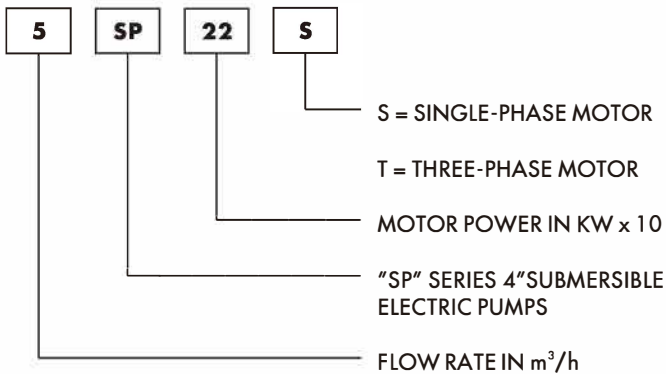 5 SP 22 S
S = SINGLE-PHASE MOTOR
T = THREE-PHASE MOTOR
MOTOR POWER IN KW x 10
"SP" SERIES 4"SUBMERSIBLE
ELECTRIC PUMPS
FLOW RATE IN m³/h